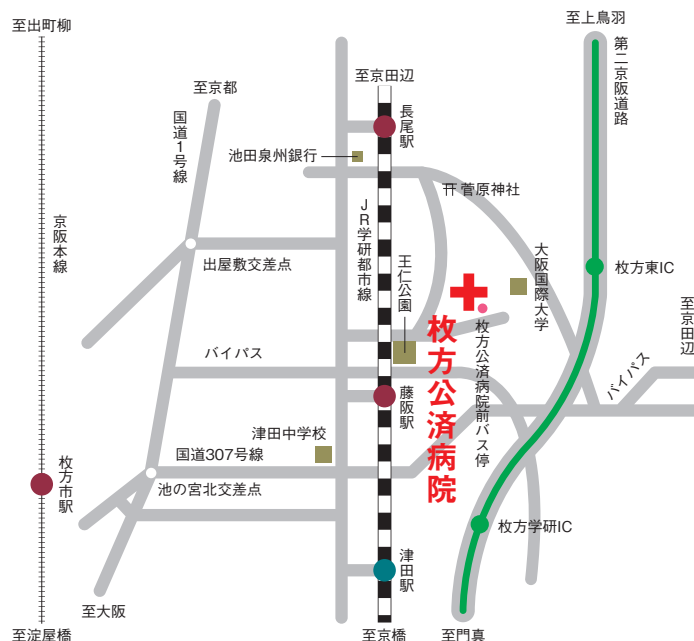 至出町柳
至上鳥羽
第二京阪道路
至京田辺
至京都
国道1号線
長尾駅
池田泉州銀行
菅原神社
京阪本線
JR学研都市線
王仁公園
大阪国際大学
出屋敷交差点
枚方東IC
至京田辺
枚方公済病院
枚方公済病院前バス停
バイパス
バイパス
藤阪駅
津田中学校
国道307号線
枚方市駅
池の宮北交差点
枚方学研IC
津田駅
至大阪
至淀屋橋
至京橋
至門真